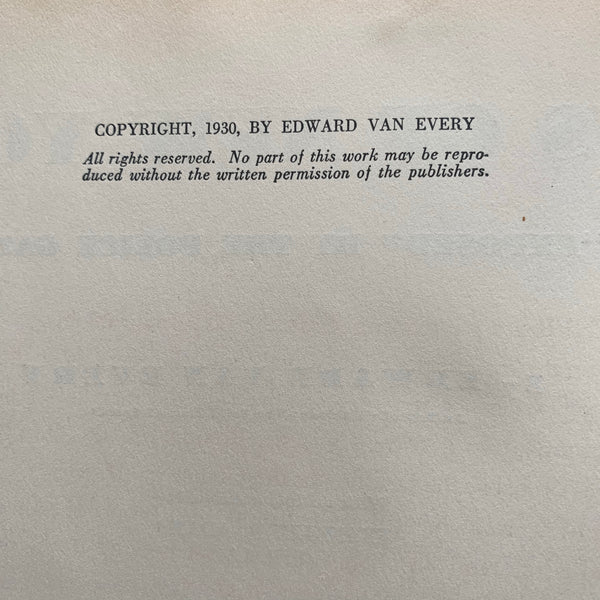 COPYRIGHT, 1930, BY EDWARD VAN EVERY
All rights reserved. No part of this work may be repro-
duced without the written permission of the publishers.